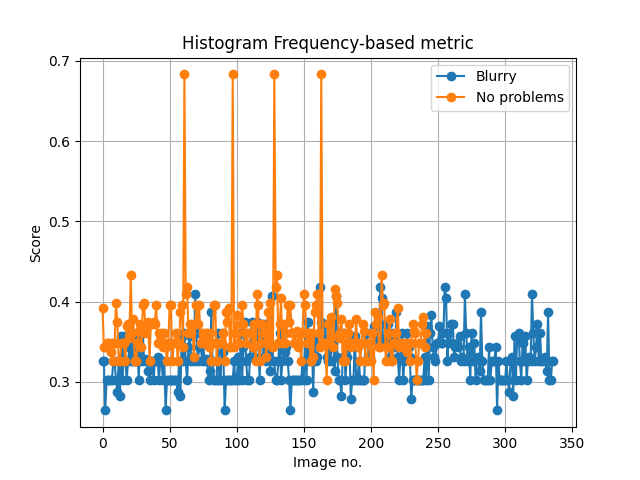 Histogram Frequency-based metric
Blurry
No problems
Score
0.7
0.6
0.5
0.4
0.3
0 50 100 150 200 250 300 350
Image no.